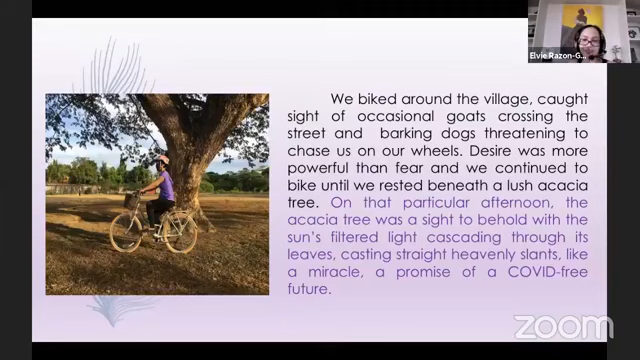 Elvie Razon-G...
We biked around the village, caught
sight of occasional goats crossing the
street and barking dogs threatening to
chase us on our wheels. Desire was more
powerful than fear and we continued to
bike until we rested beneath a lush acacia
tree. On that particular afternoon, the
acacia tree was a sight to behold with the
sun's filtered light cascading through its
leaves, casting straight heavenly slants, like
a miracle, a promise of a COVID-free
future.
zoom